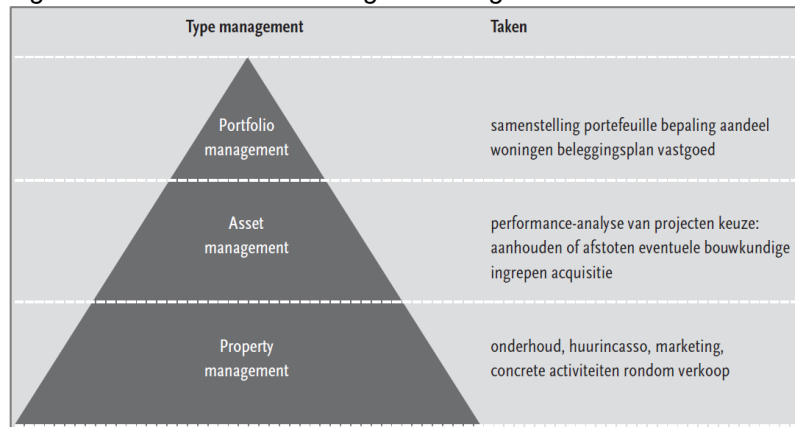 Type management
Taken
Portfolio
management
samenstelling portefeuille bepaling aandeel
woningen beleggingsplan vastgoed
Asset
management
performance-analyse van projecten keuze:
aanhouden of afstoten eventuele bouwkundige
ingrepen acquisitie
Property
management
onderhoud, huurincasso, marketing,
concrete activiteiten rondom verkoop